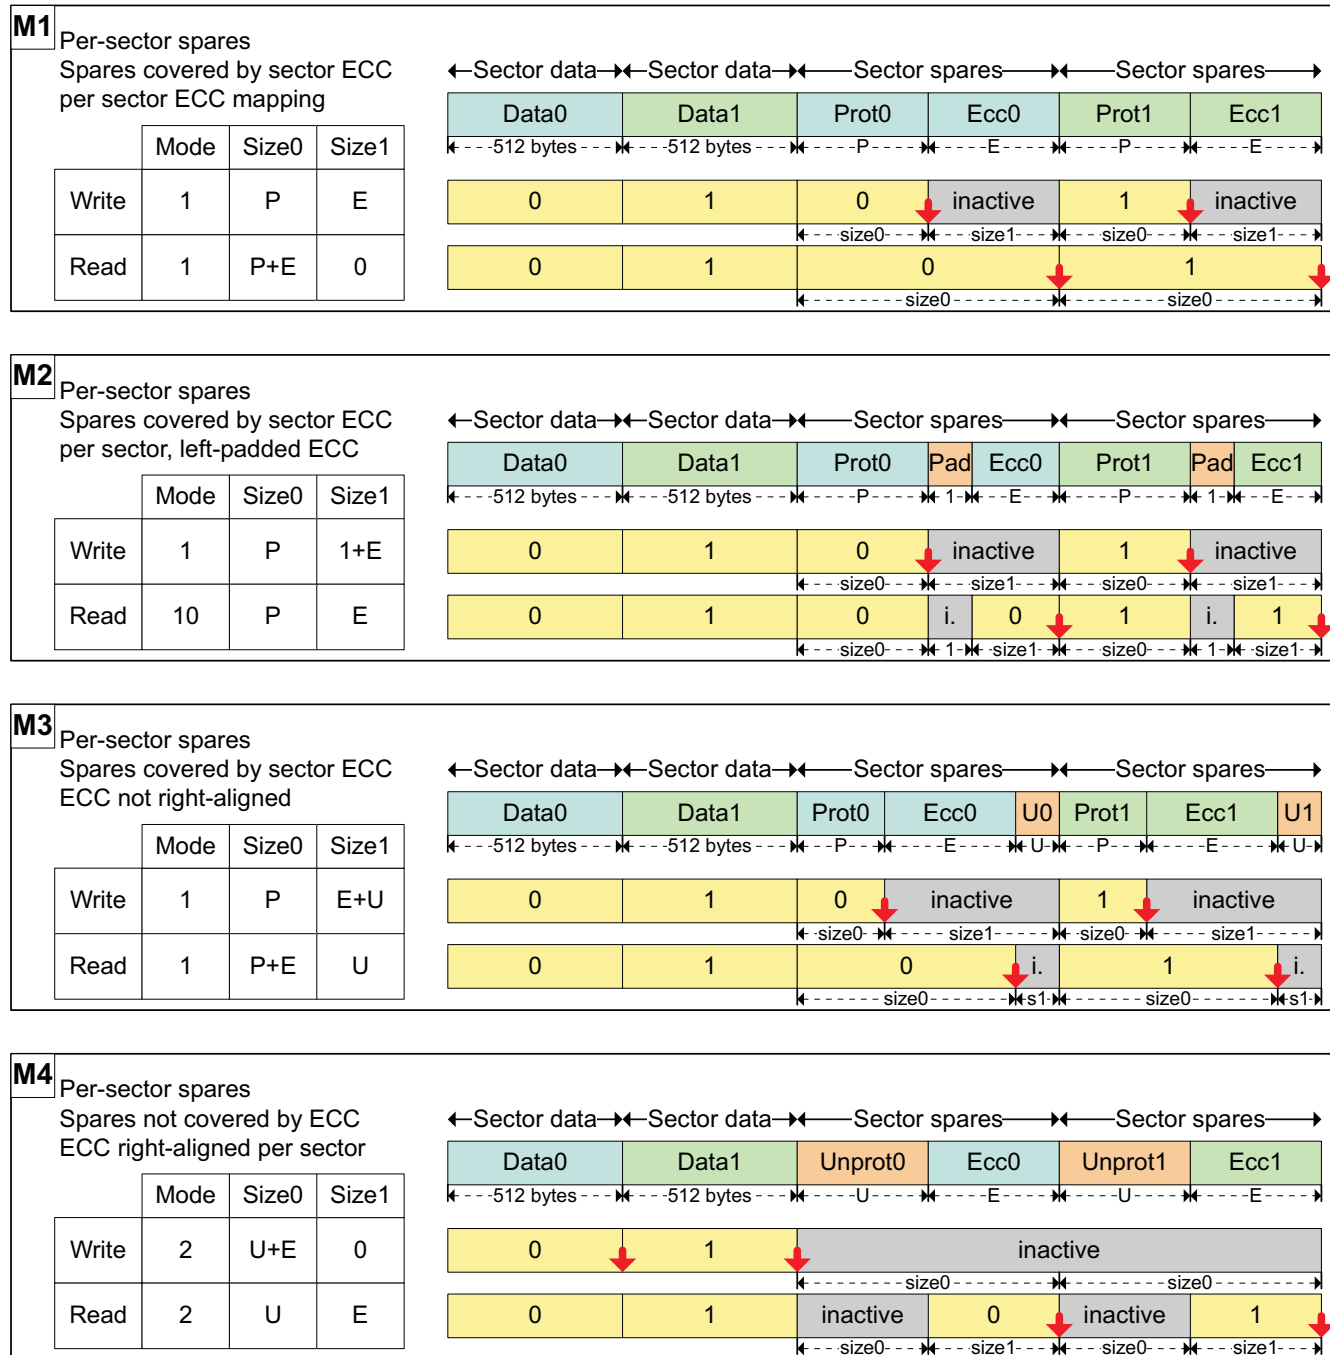 M1
Per-sector spares
Spares covered by sector ECC
per sector ECC mapping
Mode Size0 Size1
Write 1 P E
Read 1 P+E 0
Sector data Sector data Sector spares Sector spares
Data0 Data1 Prot0 Ecc0 Prot1 Ecc1
512 bytes 512 bytes P E P E
0 1 0 inactive 1 inactive
size0 size1 size0 size1
0 1 0 1
size0 size0
M2
Per-sector spares
Spares covered by sector ECC
per sector, left-padded ECC
Mode Size0 Size1
Write 1 P 1+E
Read 10 P E
Sector data Sector data Sector spares Sector spares
Data0 Data1 Prot0 Pad Ecc0 Prot1 Pad Ecc1
512 bytes 512 bytes P 1 E P 1 E
0 1 0 inactive 1 inactive
size0 size1 size0 size1
0 1 0 i. 0 1 i. 1
size0 1 size1 size0 1 size1
M3
Per-sector spares
Spares covered by sector ECC
ECC not right-aligned
Mode Size0 Size1
Write 1 P E+U
Read 1 P+E U
Sector data Sector data Sector spares Sector spares
Data0 Data1 Prot0 Ecc0 U0 Prot1 Ecc1 U1
512 bytes 512 bytes P E U P E U
0 1 0 inactive 1 inactive
size0 size1 size0 size1
0 1 0 i. 1 i.
size0 s1 size0 s1
M4
Per-sector spares
Spares not covered by ECC
ECC right-aligned per sector
Mode Size0 Size1
Write 2 U+E 0
Read 2 U E
Sector data Sector data Sector spares Sector spares
Data0 Data1 Unprot0 Ecc0 Unprot1 Ecc1
512 bytes 512 bytes U E U E
0 1 inactive
size0 size0
0 1 inactive 0 inactive 1
size0 size1 size0 size1